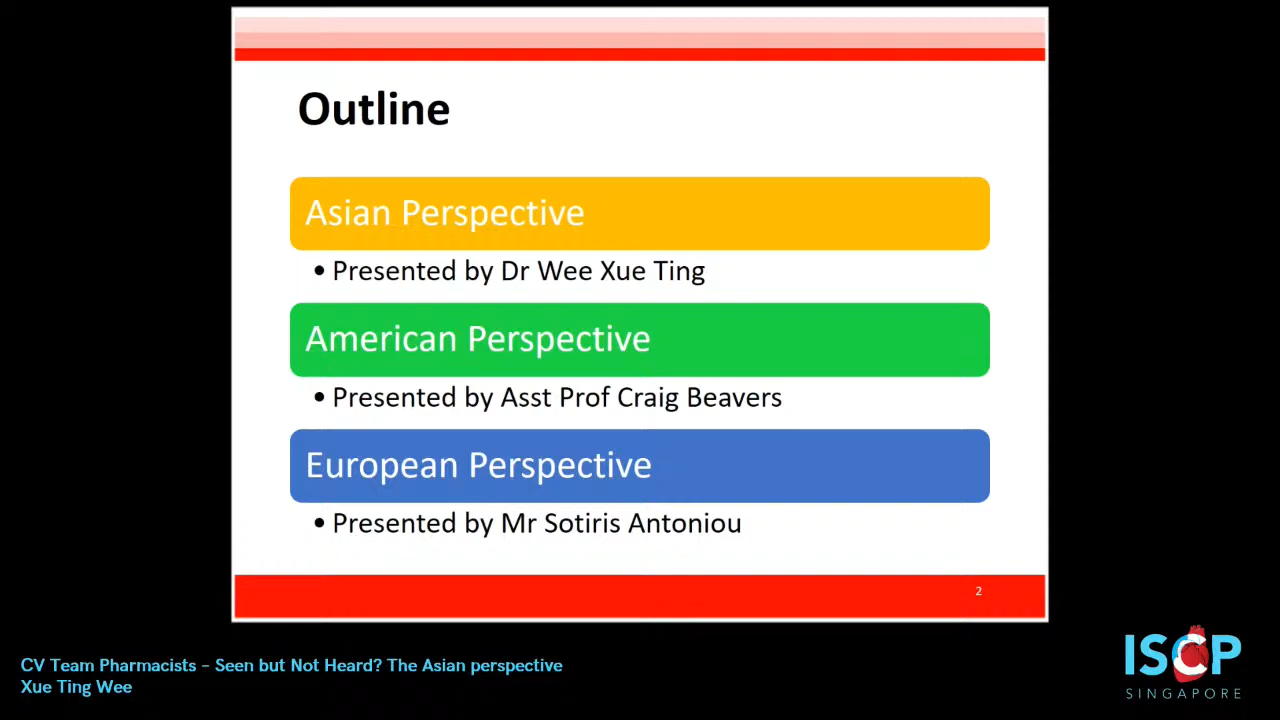 Outline
Asian Perspective
• Presented by Dr Wee Xue Ting
American Perspective
• Presented by Asst Prof Craig Beavers
European Perspective
• Presented by Mr Sotiris Antoniou
2
CV Team Pharmacists – Seen but Not Heard? The Asian perspective
Xue Ting Wee
ISCP
SINGAPORE